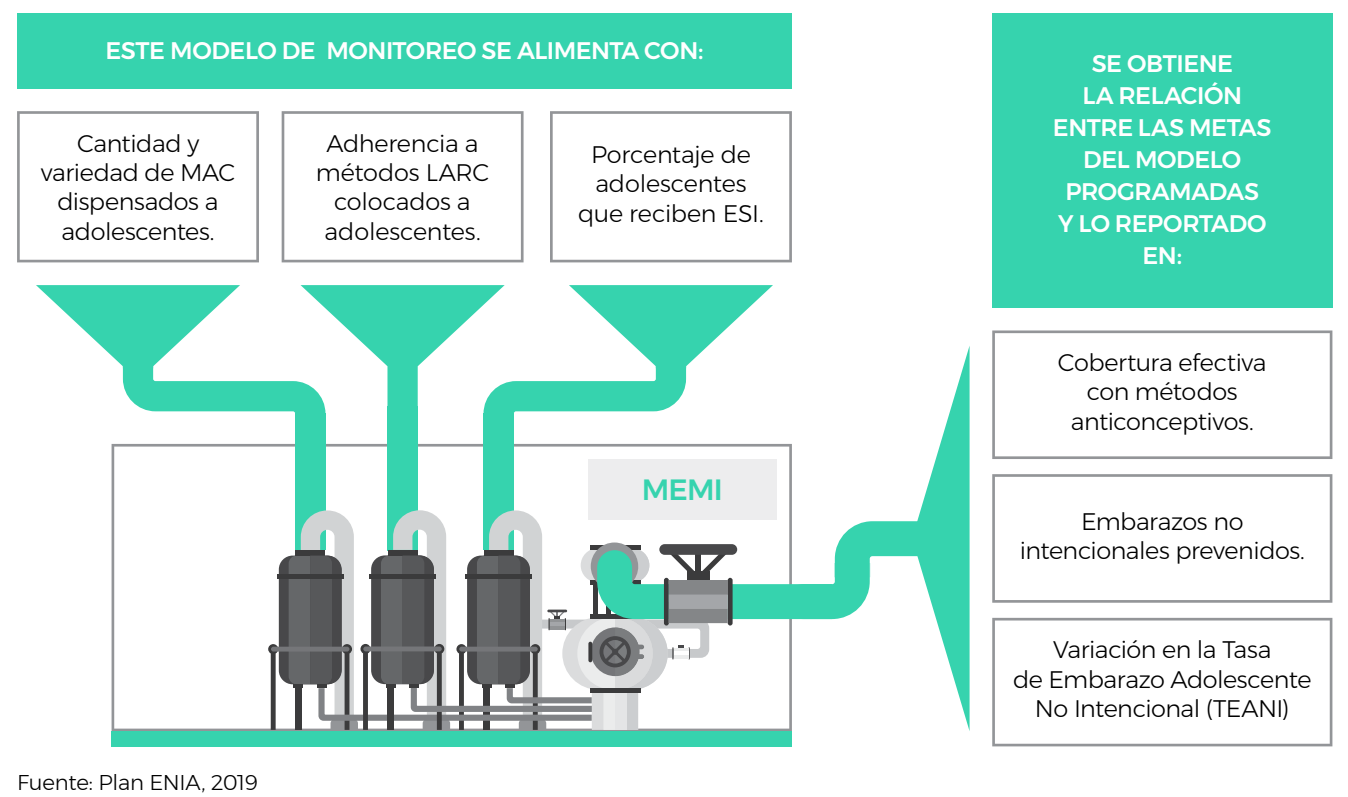 ESTE MODELO DE MONITOREO SE ALIMENTA CON:
Cantidad y
variedad de MAC
dispensados a
adolescentes.
Adherencia a
métodos LARC
colocados a
adolescentes.
Porcentaje de
adolescentes
que reciben ESI.
MEMI
SE OBTIENE
LA RELACIÓN
ENTRE LAS METAS
DEL MODELO
PROGRAMADAS
Y LO REPORTADO
EN:
Cobertura efectiva
con métodos
anticonceptivos.
Embarazos no
intencionales prevenidos.
Variación en la Tasa
de Embarazo Adolescente
No Intencional (TEANI)
Fuente: Plan ENIA, 2019